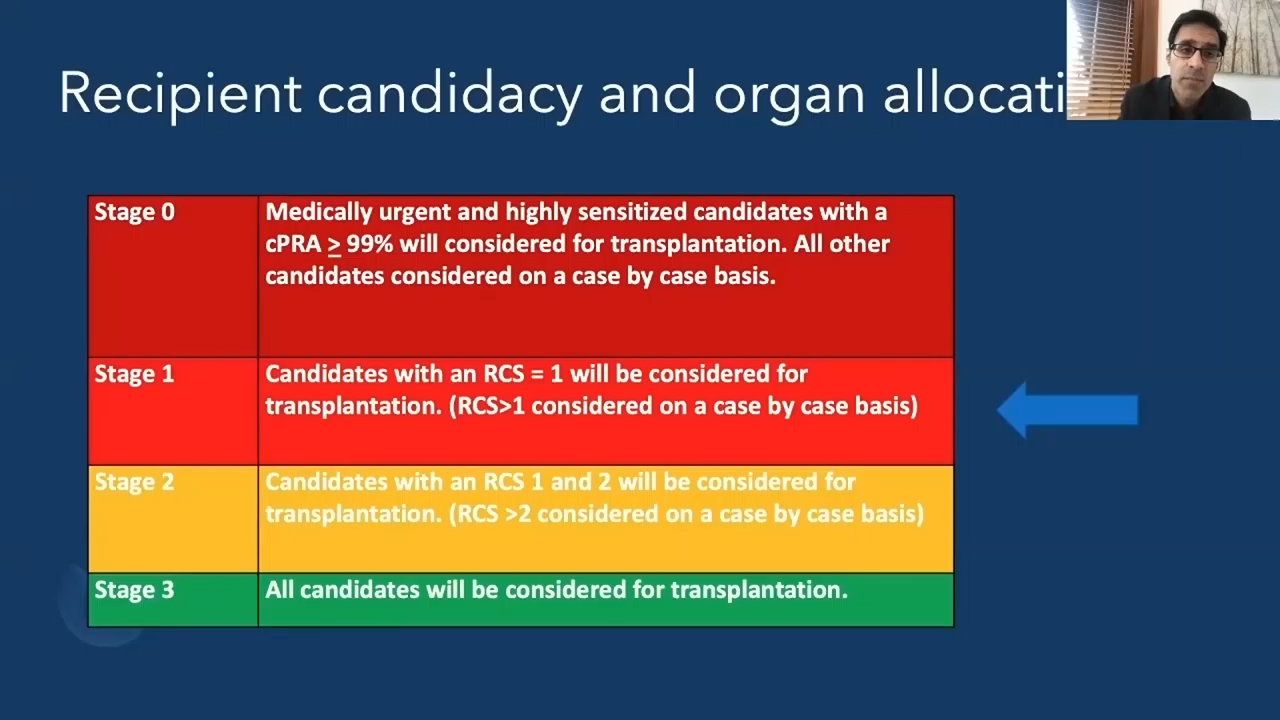 Recipient candidacy and organ allocati
Stage 0
Medically urgent and highly sensitized candidates with a
cPRA ≥ 99% will considered for transplantation. All other
candidates considered on a case by case basis.
Stage 1
Candidates with an RCS = 1 will be considered for
transplantation. (RCS>1 considered on a case by case basis)
Stage 2
Candidates with an RCS 1 and 2 will be considered for
transplantation. (RCS >2 considered on a case by case basis)
Stage 3
All candidates will be considered for transplantation.